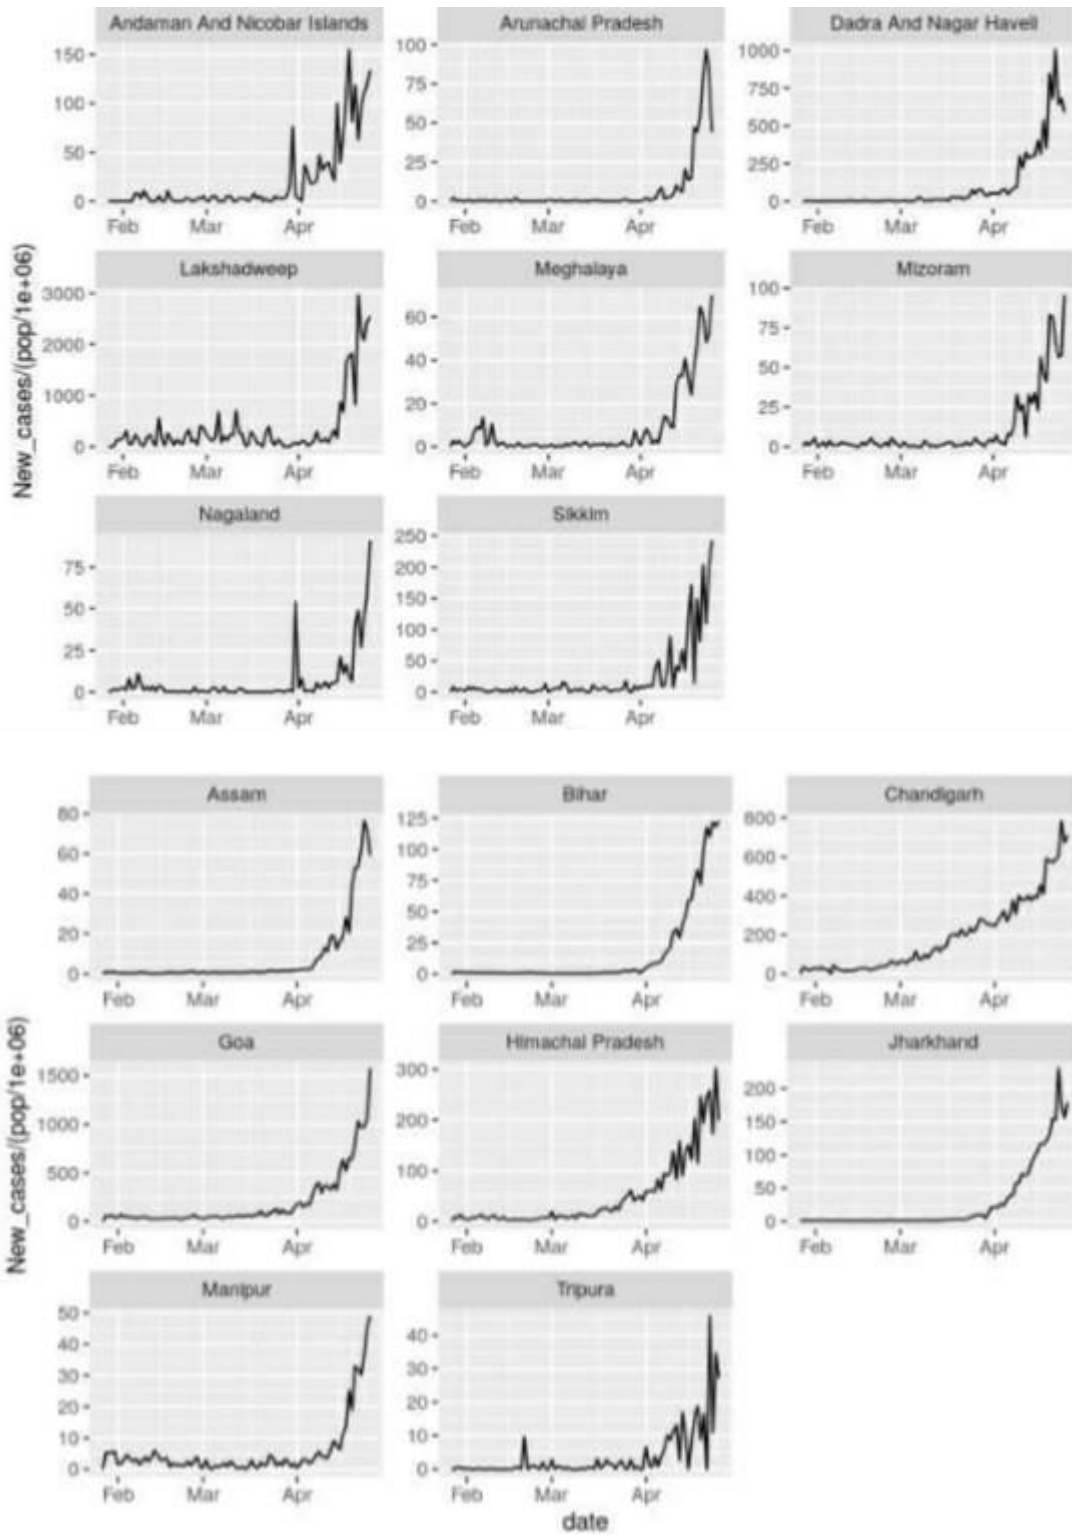 Andaman And Nicobar Islands
Arunachal Pradesh
Dadra And Nagar Haveli
150
100
50
0
Feb Mar Apr
100
75
50
25
0
Feb Mar Apr
1000
750
500
250
0
Feb Mar Apr
New_cases/(pop/1e+06)
Lakshadweep
Meghalaya
Mizoram
3000
2000
1000
0
Feb Mar Apr
60
40
20
0
Feb Mar Apr
100
75
50
25
0
Feb Mar Apr
Nagaland
Sikkim
75
50
25
0
Feb Mar Apr
250
200
150
100
50
0
Feb Mar Apr
Assam
Bihar
Chandigarh
80
60
40
20
0
Feb Mar Apr
125
100
75
50
25
0
Feb Mar Apr
800
600
400
200
0
Feb Mar Apr
New_cases/(pop/1e+06)
Goa
Himachal Pradesh
Jharkhand
1500
1000
500
0
Feb Mar Apr
300
200
100
0
Feb Mar Apr
200
150
100
50
0
Feb Mar Apr
Manipur
Tripura
50
40
30
20
10
0
Feb Mar Apr
40
30
20
10
0
Feb Mar Apr
date